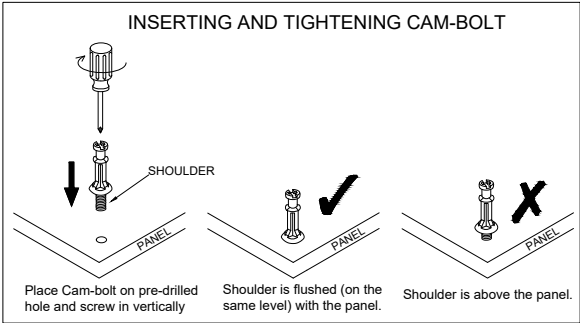 INSERTING AND TIGHTENING CAM-BOLT
SHOULDER
PANEL
PANEL
PANEL
Place Cam-bolt on pre-drilled
hole and screw in vertically
Shoulder is flushed (on the
same level) with the panel.
Shoulder is above the panel.